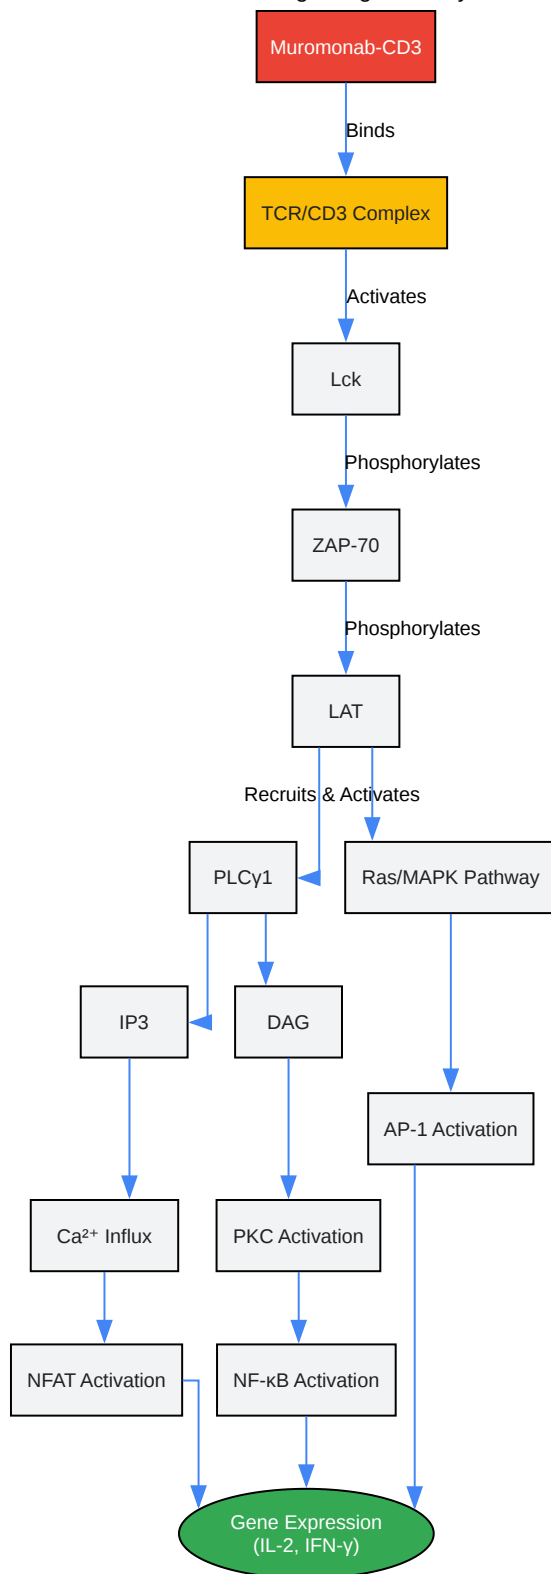 Muromonab-CD3
Binds
TCR/CD3 Complex
Activates
Lck
Phosphorylates
ZAP-70
Phosphorylates
LAT
Recruits & Activates
PLCγ1
Ras/MAPK Pathway
IP3
DAG
AP-1 Activation
Ca²⁺ Influx
PKC Activation
NFAT Activation
NF-κB Activation
Gene Expression
(IL-2, IFN-γ)